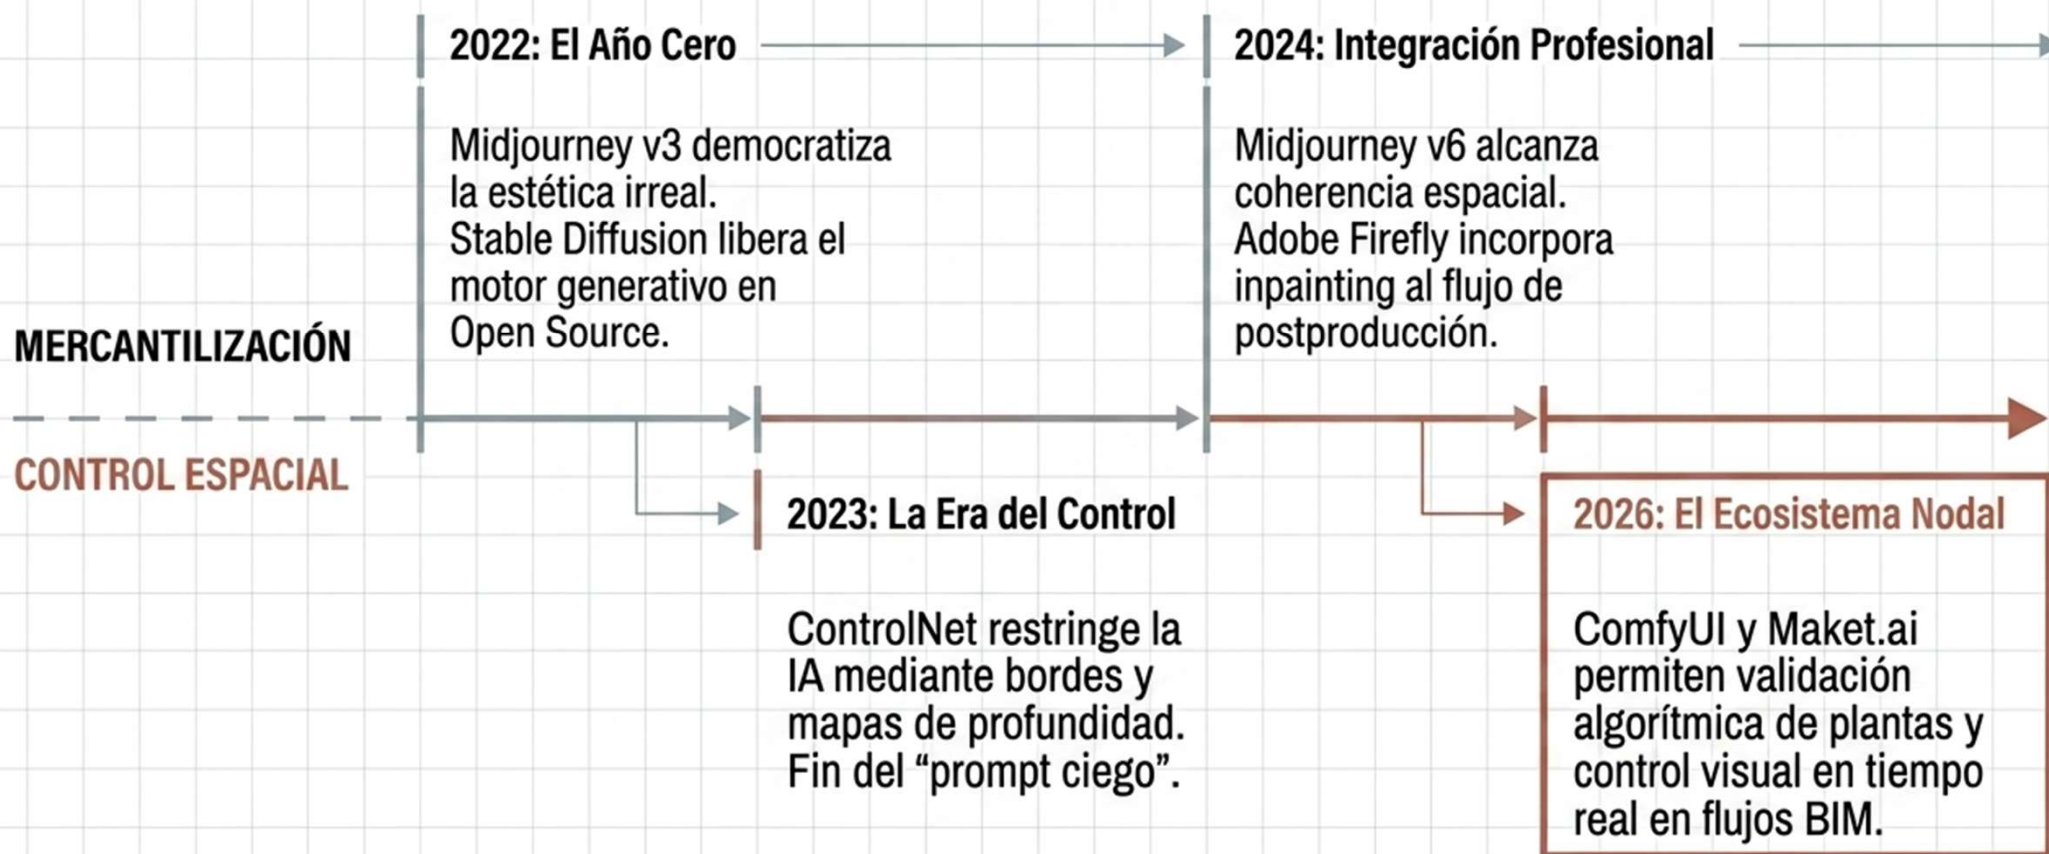 2022: El Año Cero
Midjourney v3 democratiza
la estética irreal.
Stable Diffusion libera el
motor generativo en
Open Source.
2024: Integración Profesional
Midjourney v6 alcanza
coherencia espacial.
Adobe Firefly incorpora
inpainting al flujo de
postproducción.
MERCANTILIZACIÓN
CONTROL ESPACIAL
2023: La Era del Control
ControlNet restringe la
IA mediante bordes y
mapas de profundidad.
Fin del “prompt ciego”.
2026: El Ecosistema Nodal
ComfyUI y Maket.ai
permiten validación
algorítmica de plantas y
control visual en tiempo
real en flujos BIM.